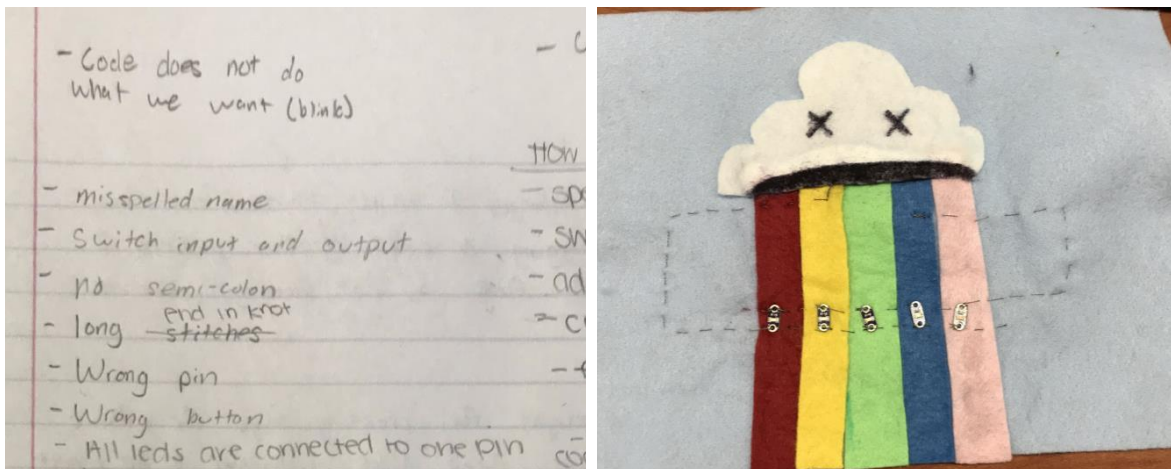 - Code does not do
what we want (blink)
HOW
- misspelled name
- Switch input and output
- no semi-colon
end in knot
- long stitches
- Wrong pin
- Wrong button
- All leds are connected to one pin